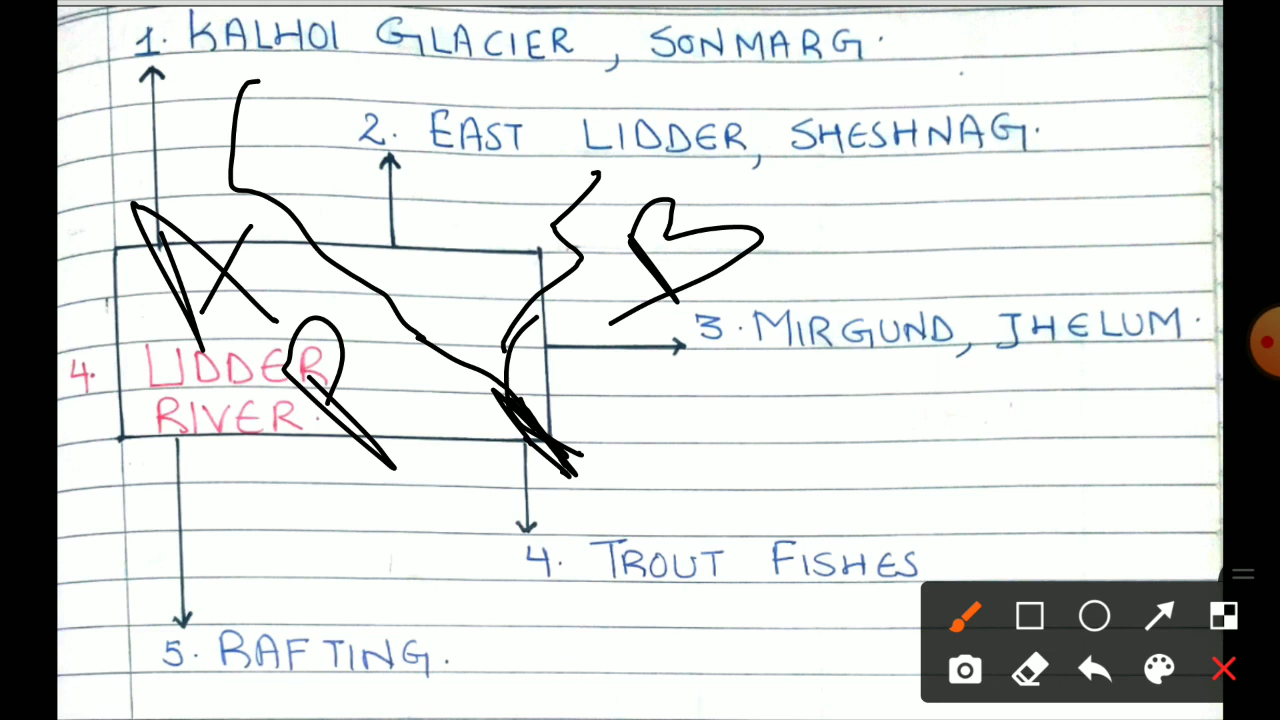 1. KALHOI GLACIER, SONMARG.
2. EAST LIDDER, SHESHNAG.
3. MIRGUND, JHELUM.
4. LIDDER
RIVER.
4. TROUT FISHES
5. RAFTING.